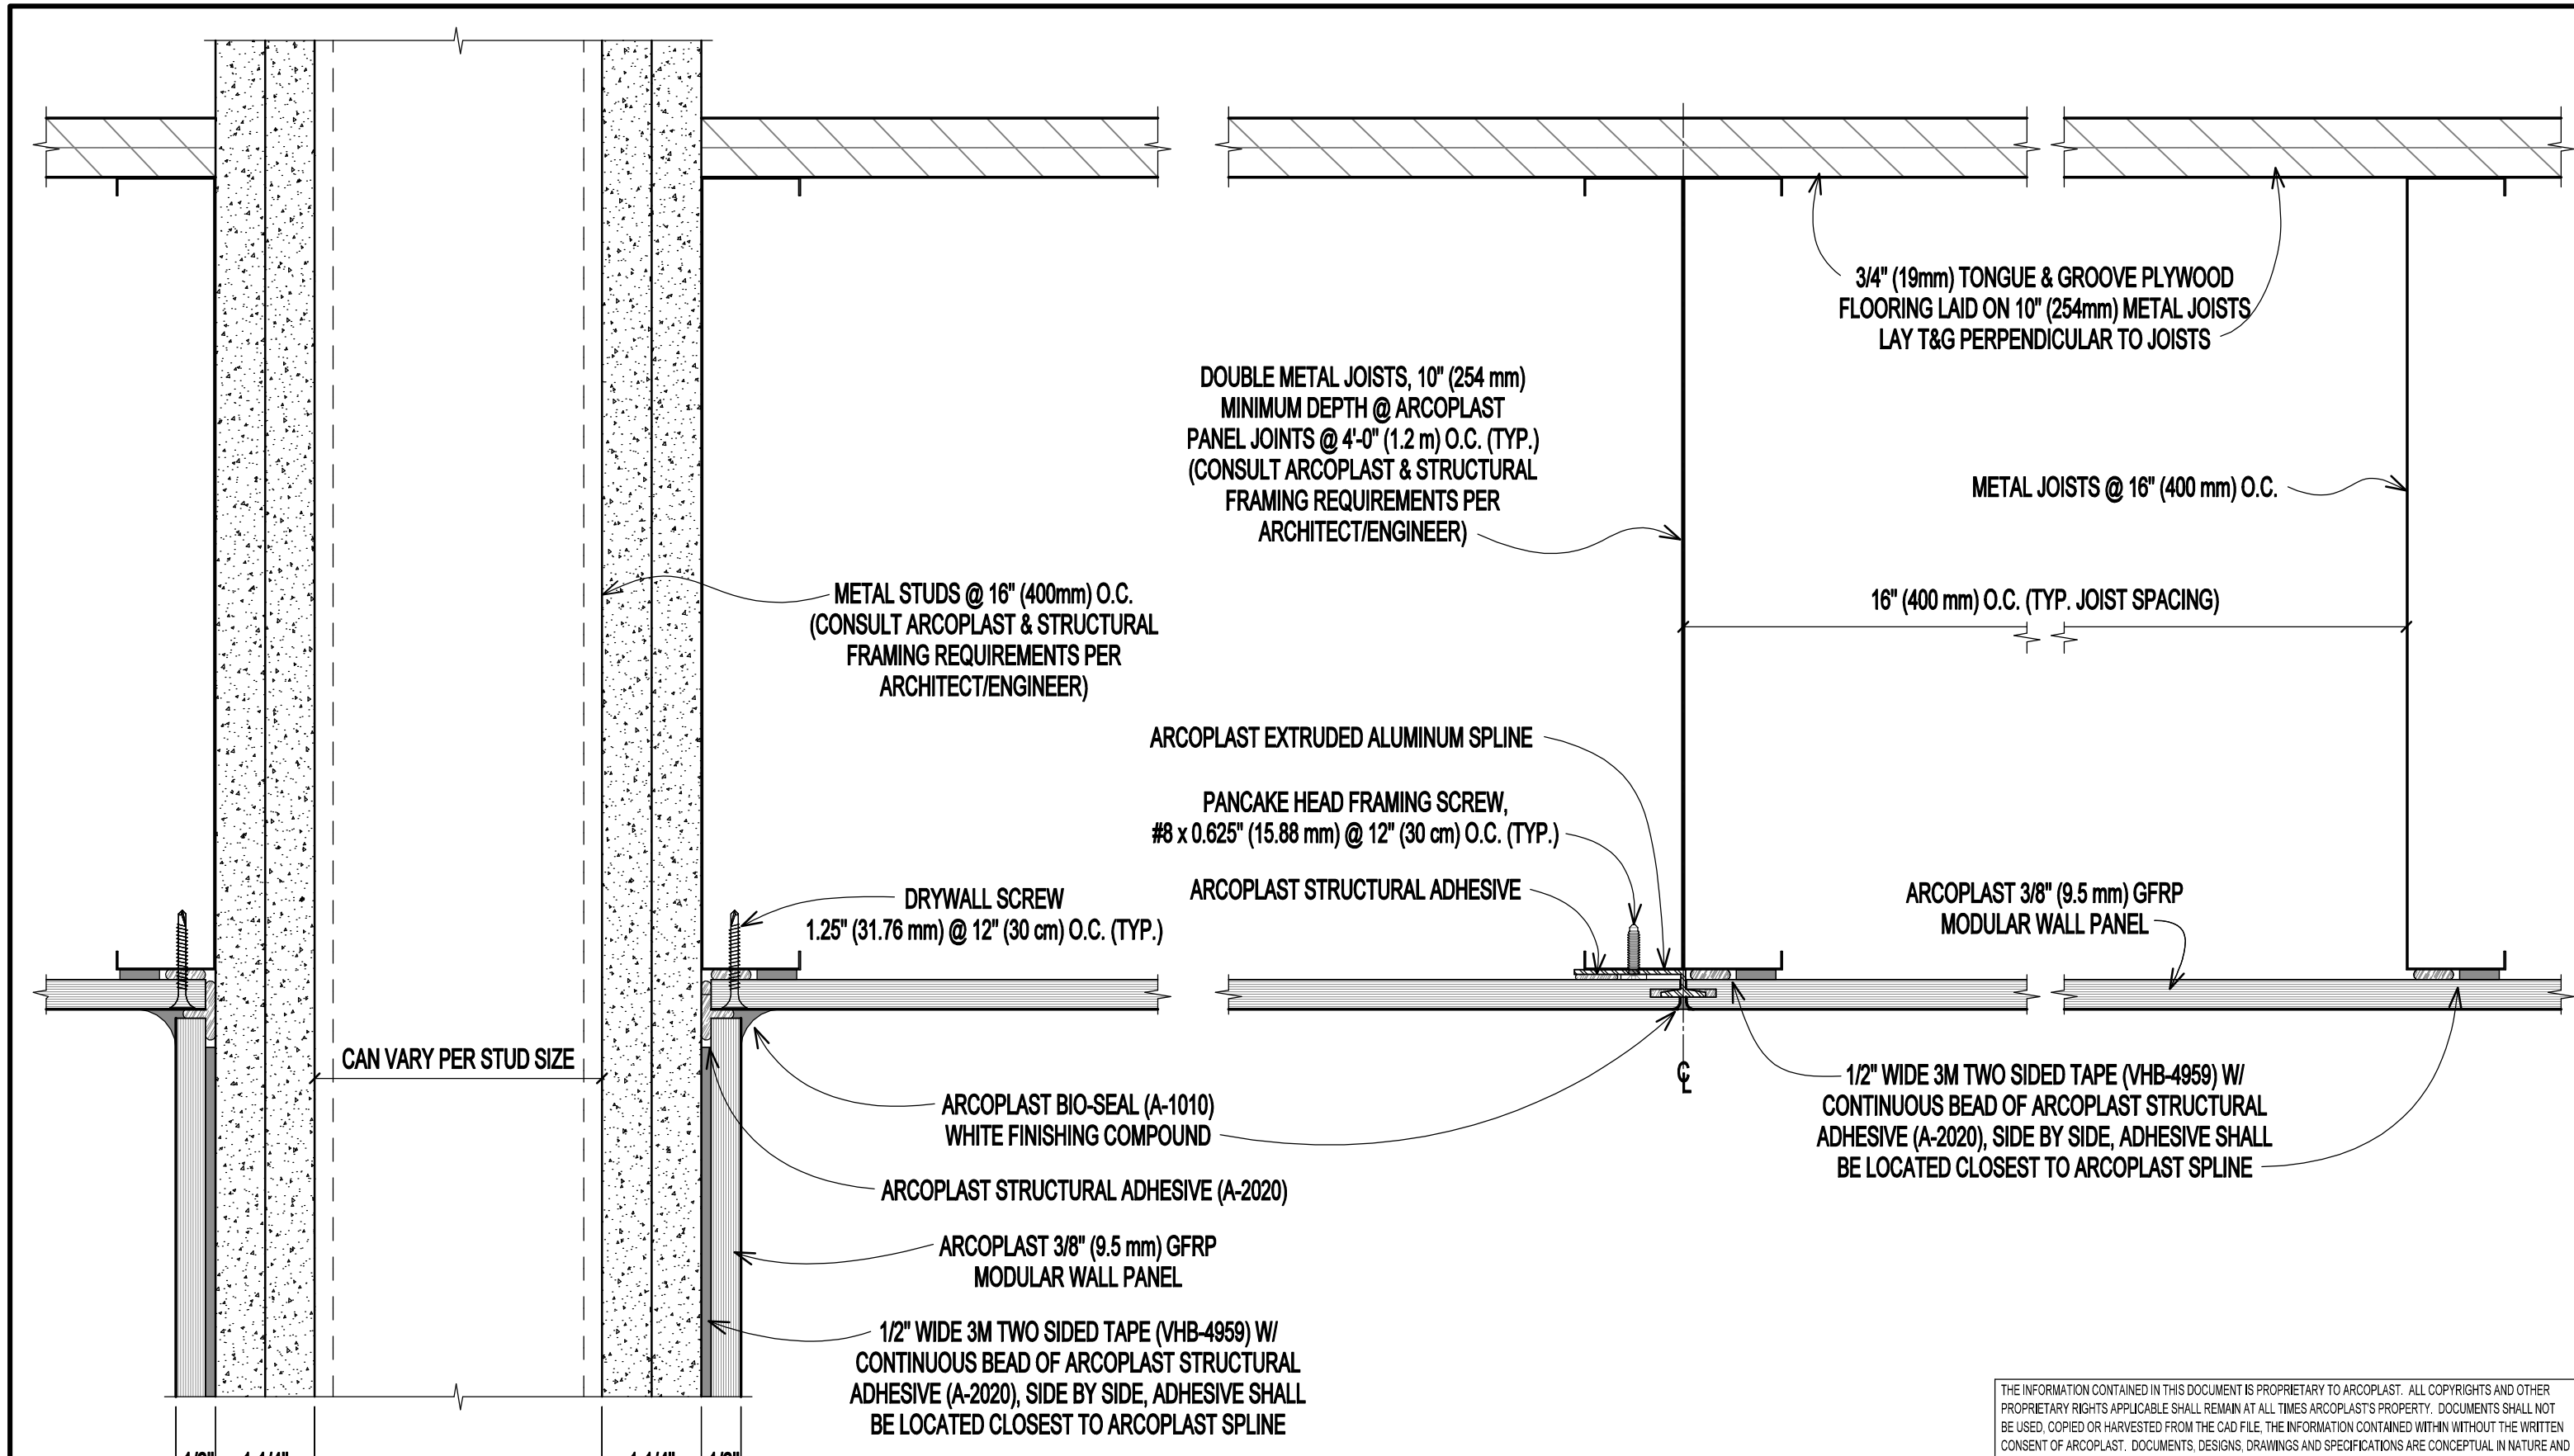 3/4" (19mm) TONGUE & GROOVE PLYWOOD
FLOORING LAID ON 10" (254mm) METAL JOISTS
LAY T&G PERPENDICULAR TO JOISTS
DOUBLE METAL JOISTS, 10" (254 mm)
MINIMUM DEPTH @ ARCOPLAST
PANEL JOINTS @ 4'-0" (1.2 m) O.C. (TYP.)
(CONSULT ARCOPLAST & STRUCTURAL
FRAMING REQUIREMENTS PER
ARCHITECT/ENGINEER)
METAL JOISTS @ 16" (400 mm) O.C.
METAL STUDS @ 16" (400mm) O.C.
(CONSULT ARCOPLAST & STRUCTURAL
FRAMING REQUIREMENTS PER
ARCHITECT/ENGINEER)
16" (400 mm) O.C. (TYP. JOIST SPACING)
ARCOPLAST EXTRUDED ALUMINUM SPLINE
PANCAKE HEAD FRAMING SCREW,
#8 x 0.625" (15.88 mm) @ 12" (30 cm) O.C. (TYP.)
ARCOPLAST STRUCTURAL ADHESIVE
DRYWALL SCREW
1.25" (31.76 mm) @ 12" (30 cm) O.C. (TYP.)
ARCOPLAST 3/8" (9.5 mm) GFRP
MODULAR WALL PANEL
CAN VARY PER STUD SIZE
CL
1/2" WIDE 3M TWO SIDED TAPE (VHB-4959) W/
CONTINUOUS BEAD OF ARCOPLAST STRUCTURAL
ADHESIVE (A-2020), SIDE BY SIDE, ADHESIVE SHALL
BE LOCATED CLOSEST TO ARCOPLAST SPLINE
ARCOPLAST BIO-SEAL (A-1010)
WHITE FINISHING COMPOUND
ARCOPLAST STRUCTURAL ADHESIVE (A-2020)
ARCOPLAST 3/8" (9.5 mm) GFRP
MODULAR WALL PANEL
1/2" WIDE 3M TWO SIDED TAPE (VHB-4959) W/
CONTINUOUS BEAD OF ARCOPLAST STRUCTURAL
ADHESIVE (A-2020), SIDE BY SIDE, ADHESIVE SHALL
BE LOCATED CLOSEST TO ARCOPLAST SPLINE
THE INFORMATION CONTAINED IN THIS DOCUMENT IS PROPRIETARY TO ARCOPLAST. ALL COPYRIGHTS AND OTHER
PROPRIETARY RIGHTS APPLICABLE SHALL REMAIN AT ALL TIMES ARCOPLAST'S PROPERTY. DOCUMENTS SHALL NOT
BE USED, COPIED OR HARVESTED FROM THE CAD FILE, THE INFORMATION CONTAINED WITHIN WITHOUT THE WRITTEN
CONSENT OF ARCOPLAST. DOCUMENTS, DESIGNS, DRAWINGS AND SPECIFICATIONS ARE CONCEPTUAL IN NATURE AND